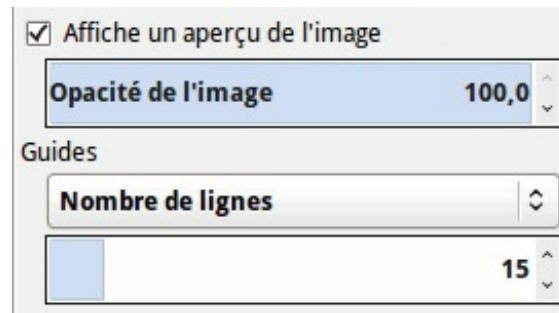 Affiche un aperçu de l'image
Opacité de l'image 100,0
Guides
Nombre de lignes
15